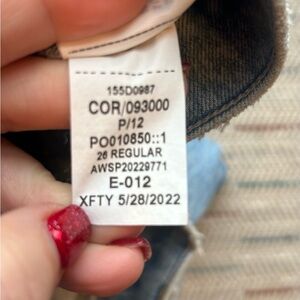 155D0987
COR/093000
P/12
PO010850::1
26 REGULAR
AWSP20229771
E-012
XFTY 5/28/2022